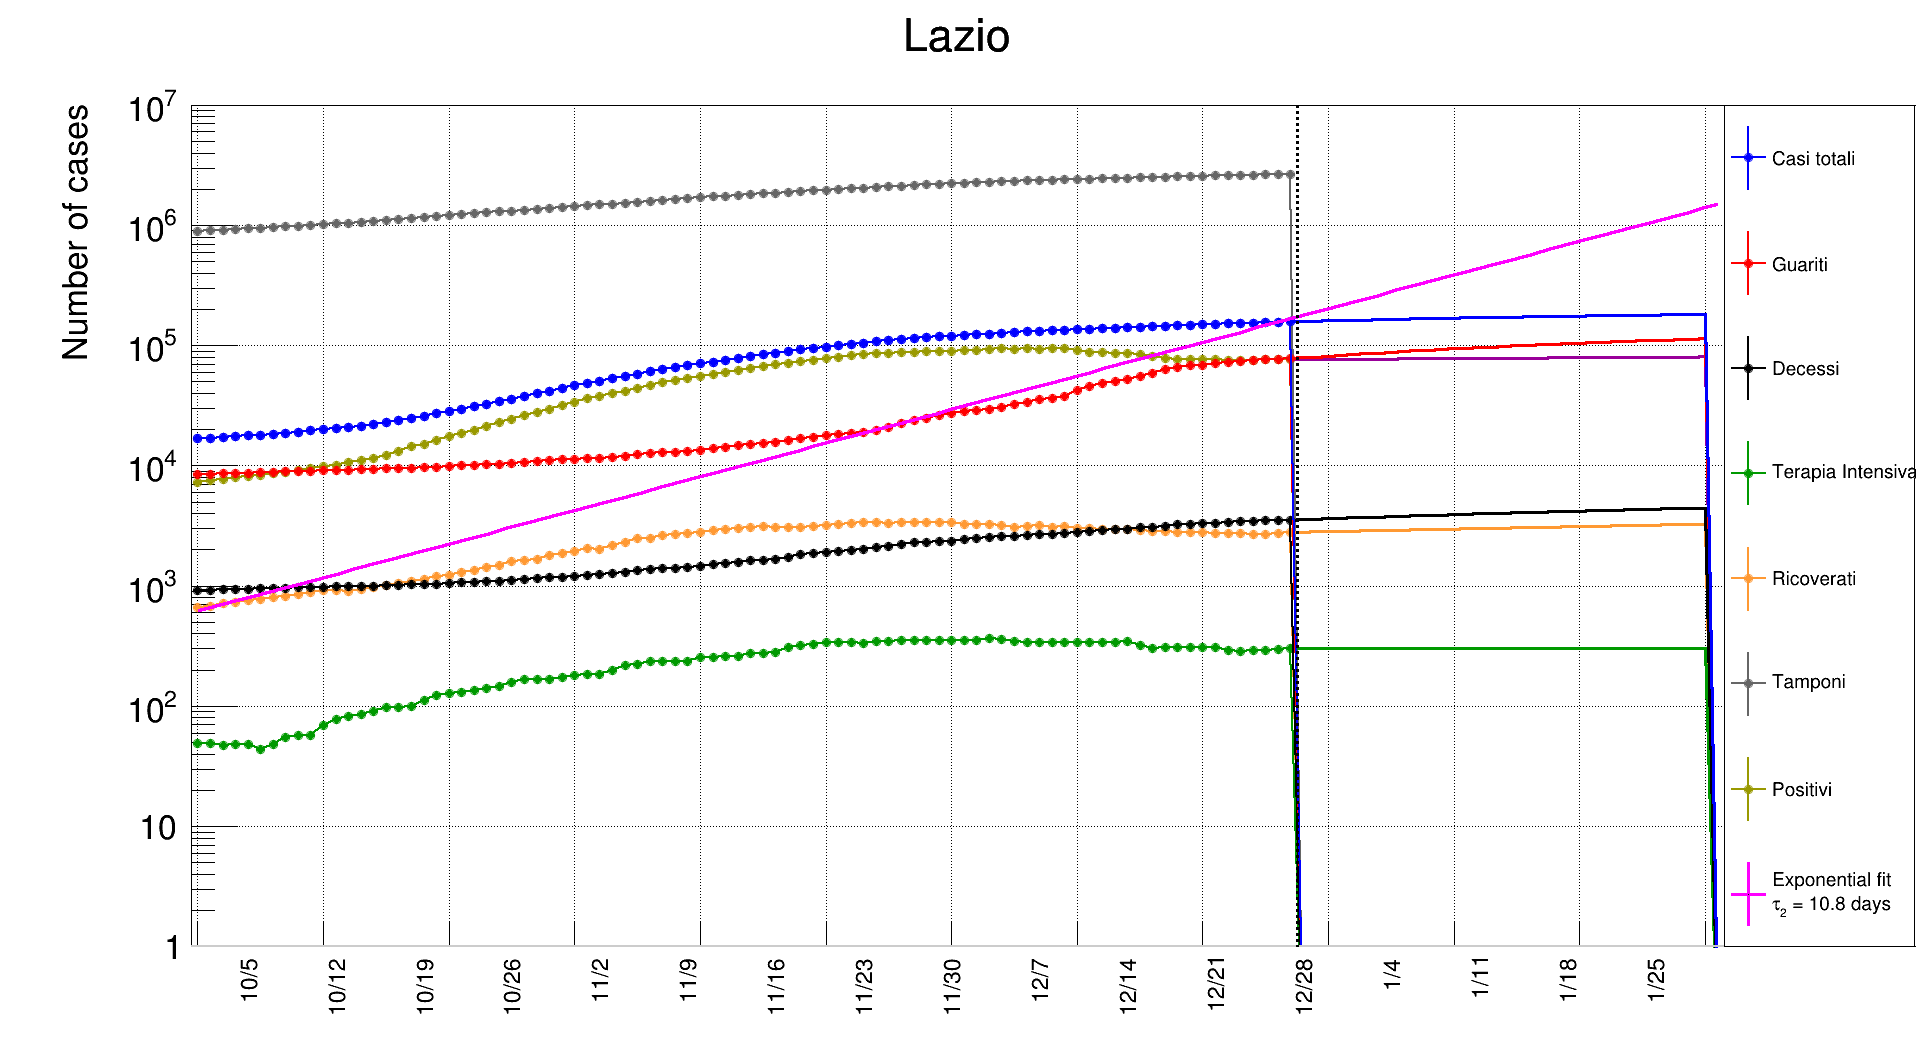 Lazio
Number of cases
10^7
10^6
10^5
10^4
10^3
10^2
10
1
10/5
10/12
10/19
10/26
11/2
11/9
11/16
11/23
11/30
12/7
12/14
12/21
12/28
1/4
1/11
1/18
1/25
Casi totali
Guariti
Decessi
Terapia Intensiva
Ricoverati
Tamponi
Positivi
Exponential fit
τ_2 = 10.8 days